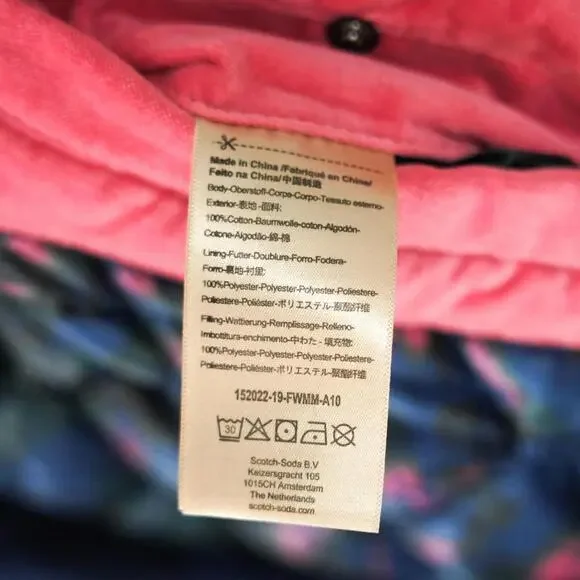 Made in China /Fabriqué en China/
Feito na China/中国制造
Body-Oberstoff-Corps-Corpo-Tessuto esterno-
Exterior-表地-面料:
100%Cotton-Baumwolle-coton-Algodón-
Cotone-Algodão-綿-棉
Lining-Futter-Doublure-Forro-Fodera-
Forro-裏地-衬里:
100%Polyester-Polyester-Polyester-Poliestere-
Poliestere-Poliéster-ポリエステル-聚酯纤维
Filling-Wattierung-Remplissage-Relleno-
Imbottitura-enchimento-中わた-填充物:
100%Polyester-Polyester-Polyester-Poliestere-
Poliestere-Poliéster-ポリエステル-聚酯纤维
152022-19-FWMM-A10
30
Scotch-Soda B.V
Keizersgracht 105
1015CH Amsterdam
The Netherlands
scotch-soda.com